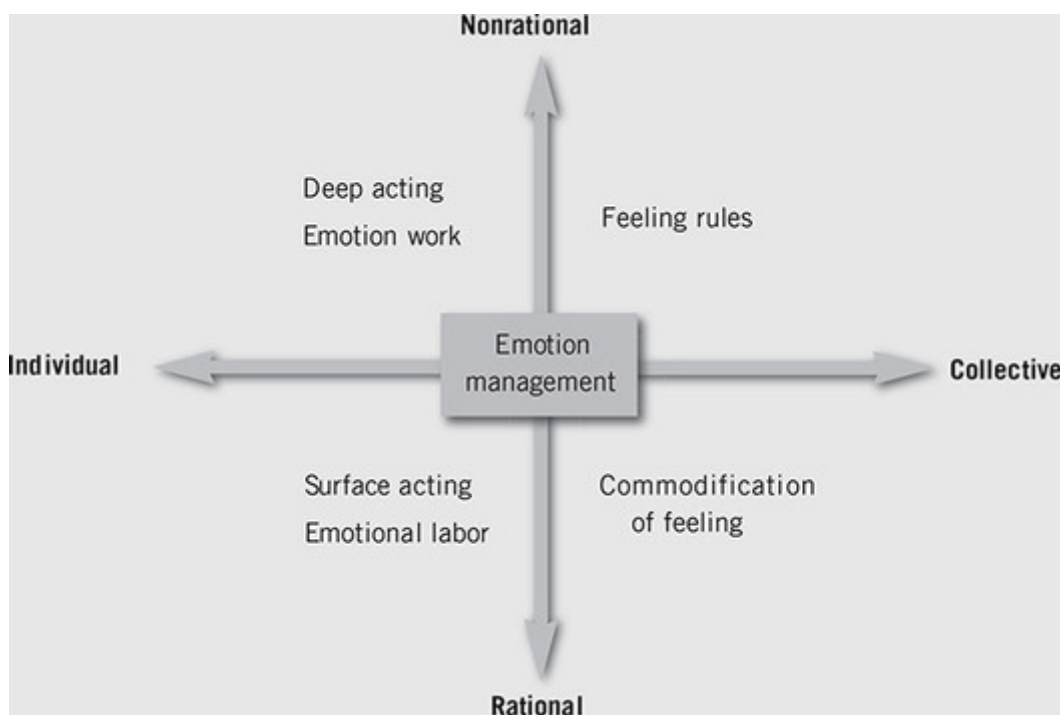 Nonrational
Deep acting
Emotion work
Feeling rules
Individual
Emotion
management
Collective
Surface acting
Emotional labor
Commodification
of feeling
Rational